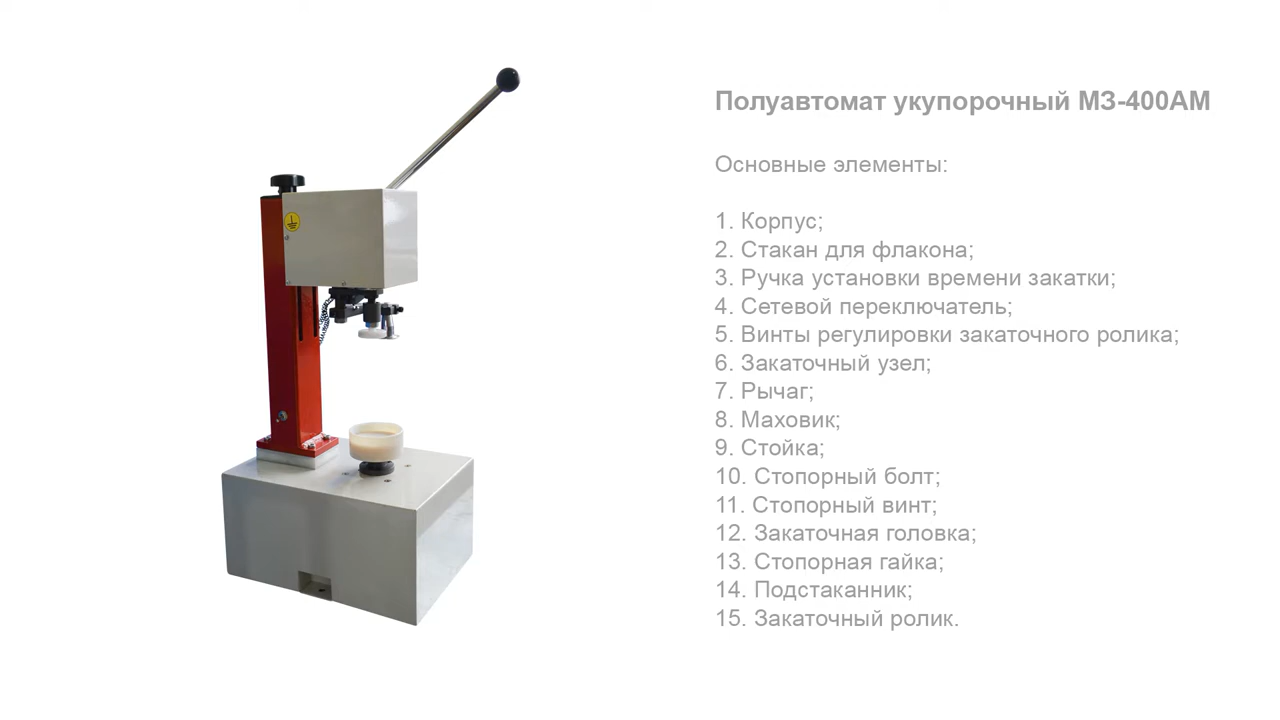 Полуавтомат укупорочный МЗ-400АМ
Основные элементы:
1. Корпус;
2. Стакан для флакона;
3. Ручка установки времени закатки;
4. Сетевой переключатель;
5. Винты регулировки закаточного ролика;
6. Закаточный узел;
7. Рычаг;
8. Маховик;
9. Стойка;
10. Стопорный болт;
11. Стопорный винт;
12. Закаточная головка;
13. Стопорная гайка;
14. Подстаканник;
15. Закаточный ролик.